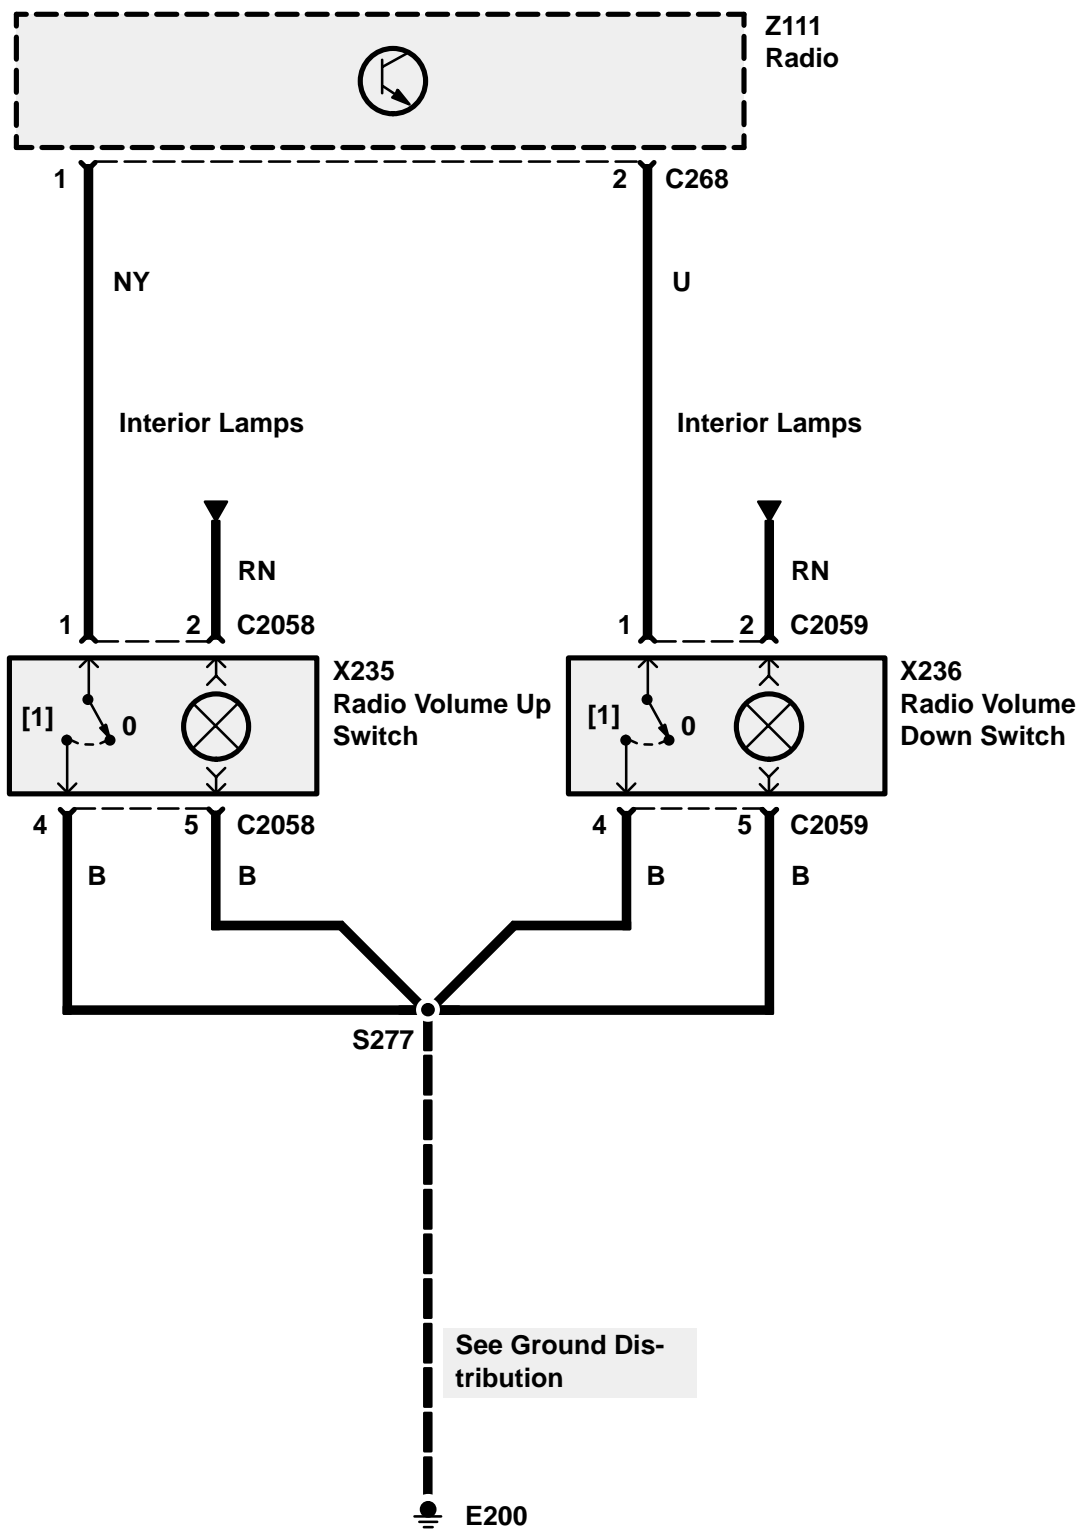 Z111
Radio
1
2 C268
NY
U
Interior Lamps
Interior Lamps
RN
RN
1
2 C2058
1
2 C2059
X235
Radio Volume Up
Switch
[1]
0
X236
Radio Volume
Down Switch
[1]
0
4
5 C2058
4
5 C2059
B
B
B
B
S277
See Ground Dis-
tribution
E200